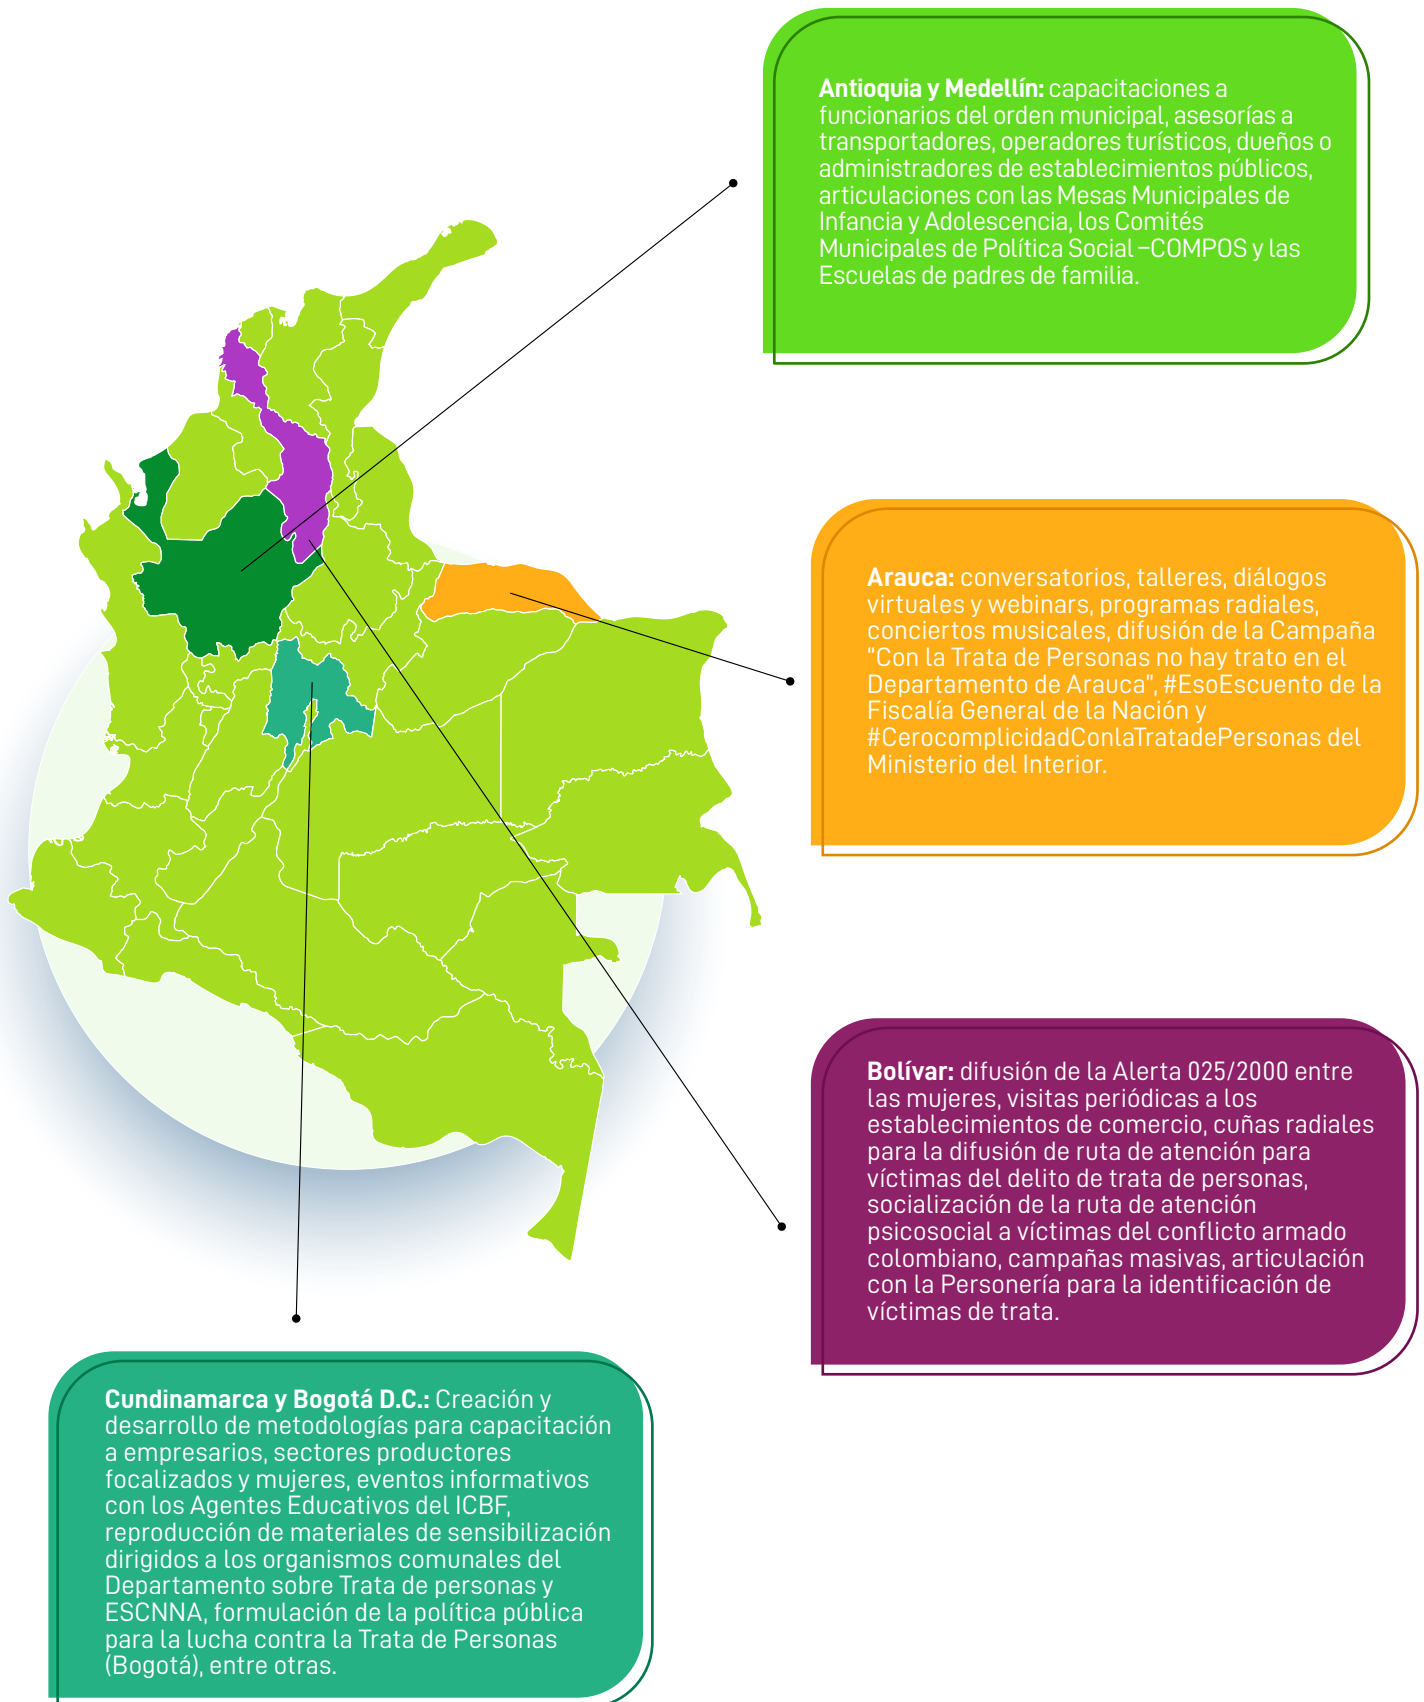 Antioquia y Medellín: capacitaciones a
funcionarios del orden municipal, asesorías a
transportadores, operadores turísticos, dueños o
administradores de establecimientos públicos,
articulaciones con las Mesas Municipales de
Infancia y Adolescencia, los Comités
Municipales de Política Social –COMPOS y las
Escuelas de padres de familia.
Arauca: conversatorios, talleres, diálogos
virtuales y webinars, programas radiales,
conciertos musicales, difusión de la Campaña
"Con la Trata de Personas no hay trato en el
Departamento de Arauca", #EsoEscuento de la
Fiscalía General de la Nación y
#CerocomplicidadConlaTratadePersonas del
Ministerio del Interior.
Bolívar: difusión de la Alerta 025/2000 entre
las mujeres, visitas periódicas a los
establecimientos de comercio, cuñas radiales
para la difusión de ruta de atención para
víctimas del delito de trata de personas,
socialización de la ruta de atención
psicosocial a víctimas del conflicto armado
colombiano, campañas masivas, articulación
con la Personería para la identificación de
víctimas de trata.
Cundinamarca y Bogotá D.C.: Creación y
desarrollo de metodologías para capacitación
a empresarios, sectores productores
focalizados y mujeres, eventos informativos
con los Agentes Educativos del ICBF,
reproducción de materiales de sensibilización
dirigidos a los organismos comunales del
Departamento sobre Trata de personas y
ESCNNA, formulación de la política pública
para la lucha contra la Trata de Personas
(Bogotá), entre otras.